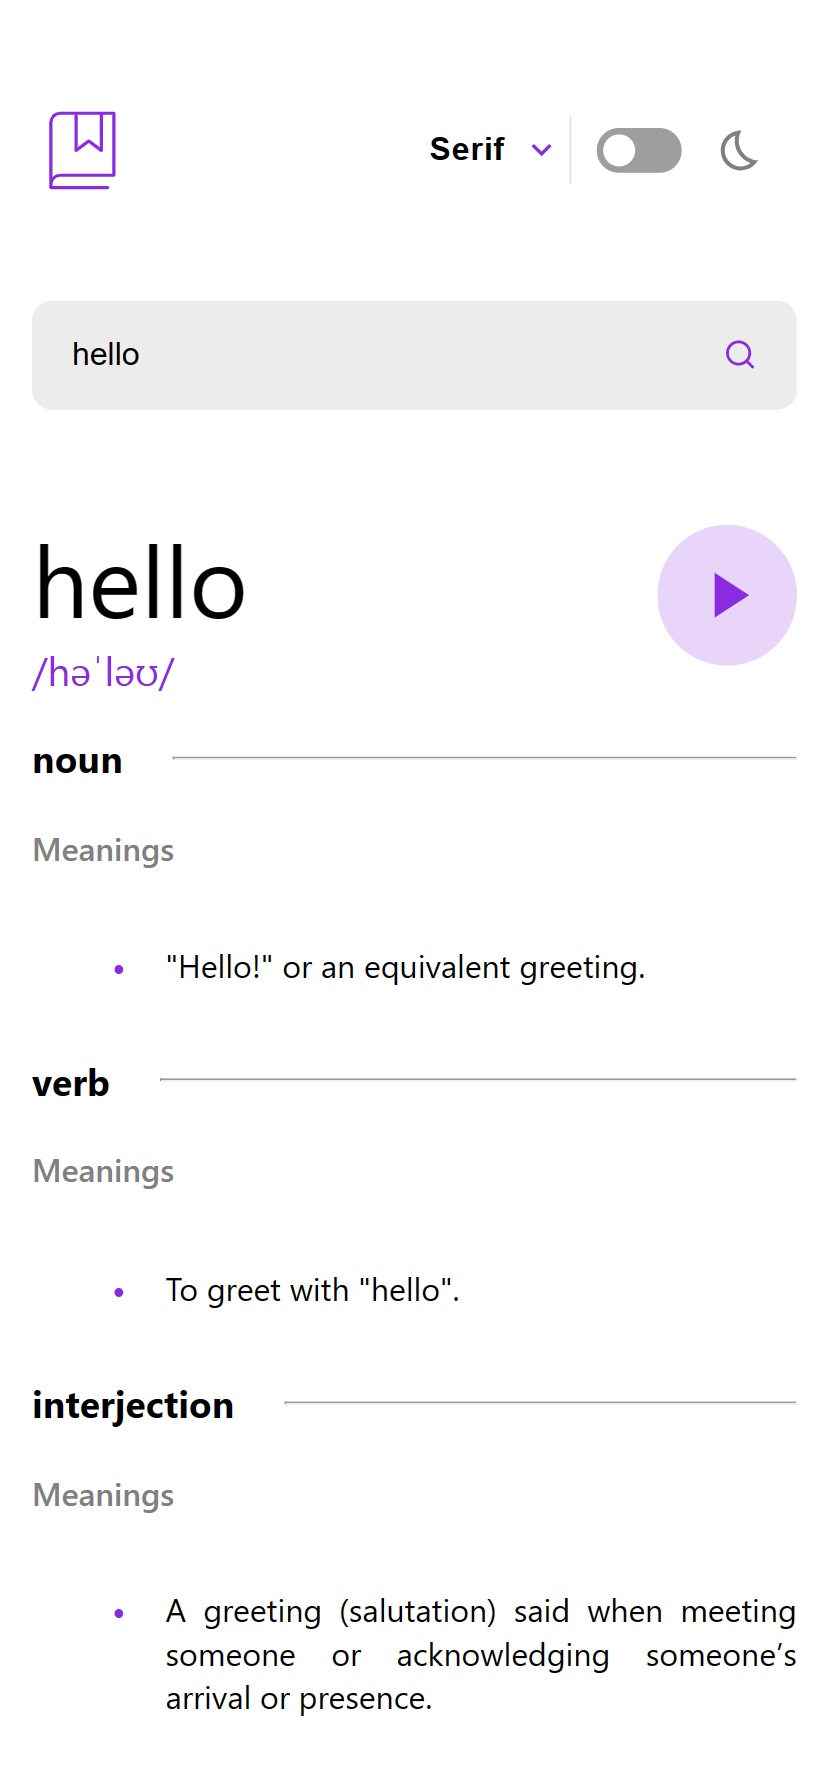 Serif
hello
hello
/həˈləʊ/
noun
Meanings
• "Hello!" or an equivalent greeting.
verb
Meanings
• To greet with "hello".
interjection
Meanings
• A greeting (salutation) said when meeting
someone or acknowledging someone’s
arrival or presence.